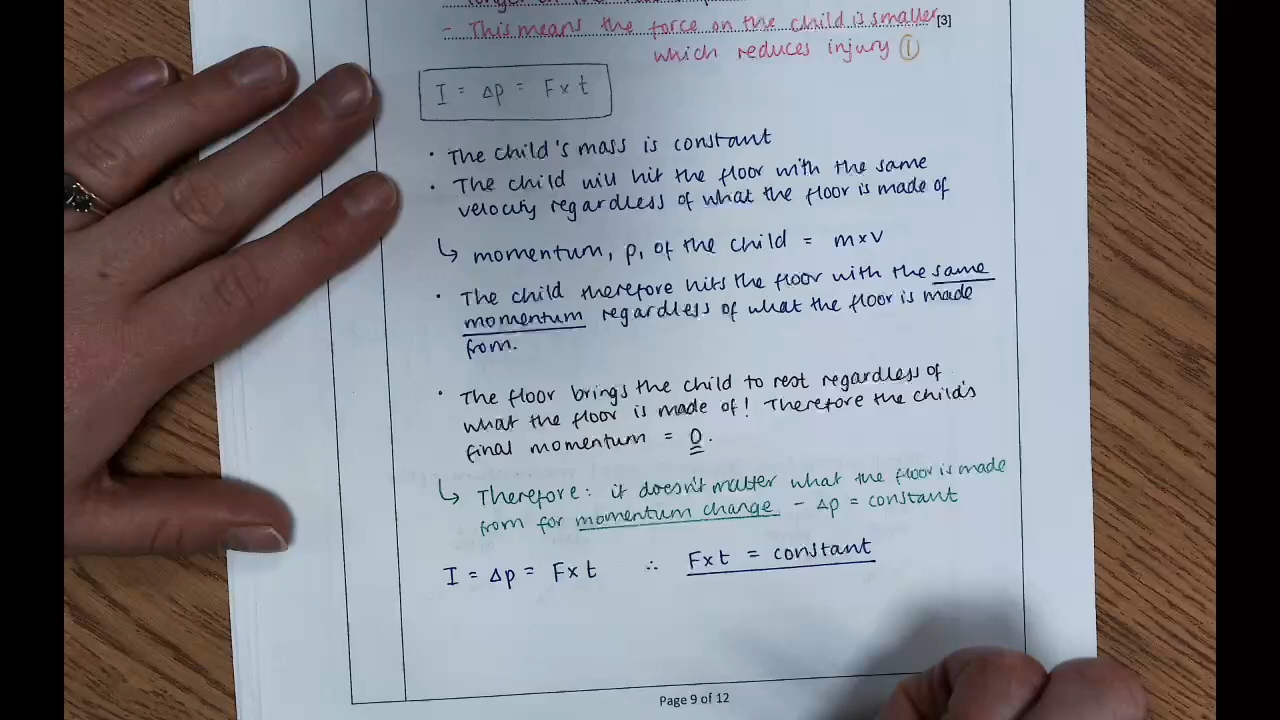 - This means the force on the child is smaller [3]
which reduces injury ①
I = Δp = F x t
• The child's mass is constant
• The child will hit the floor with the same
velocity regardless of what the floor is made of
↳ momentum, p, of the child = m x v
• The child therefore hits the floor with the same
momentum regardless of what the floor is made
from.
• The floor brings the child to rest regardless of
what the floor is made of! Therefore the child's
final momentum = 0.
↳ Therefore: it doesn't matter what the floor is made
from for momentum change - Δp = constant
I = Δp = F x t ∴ F x t = constant
Page 9 of 12